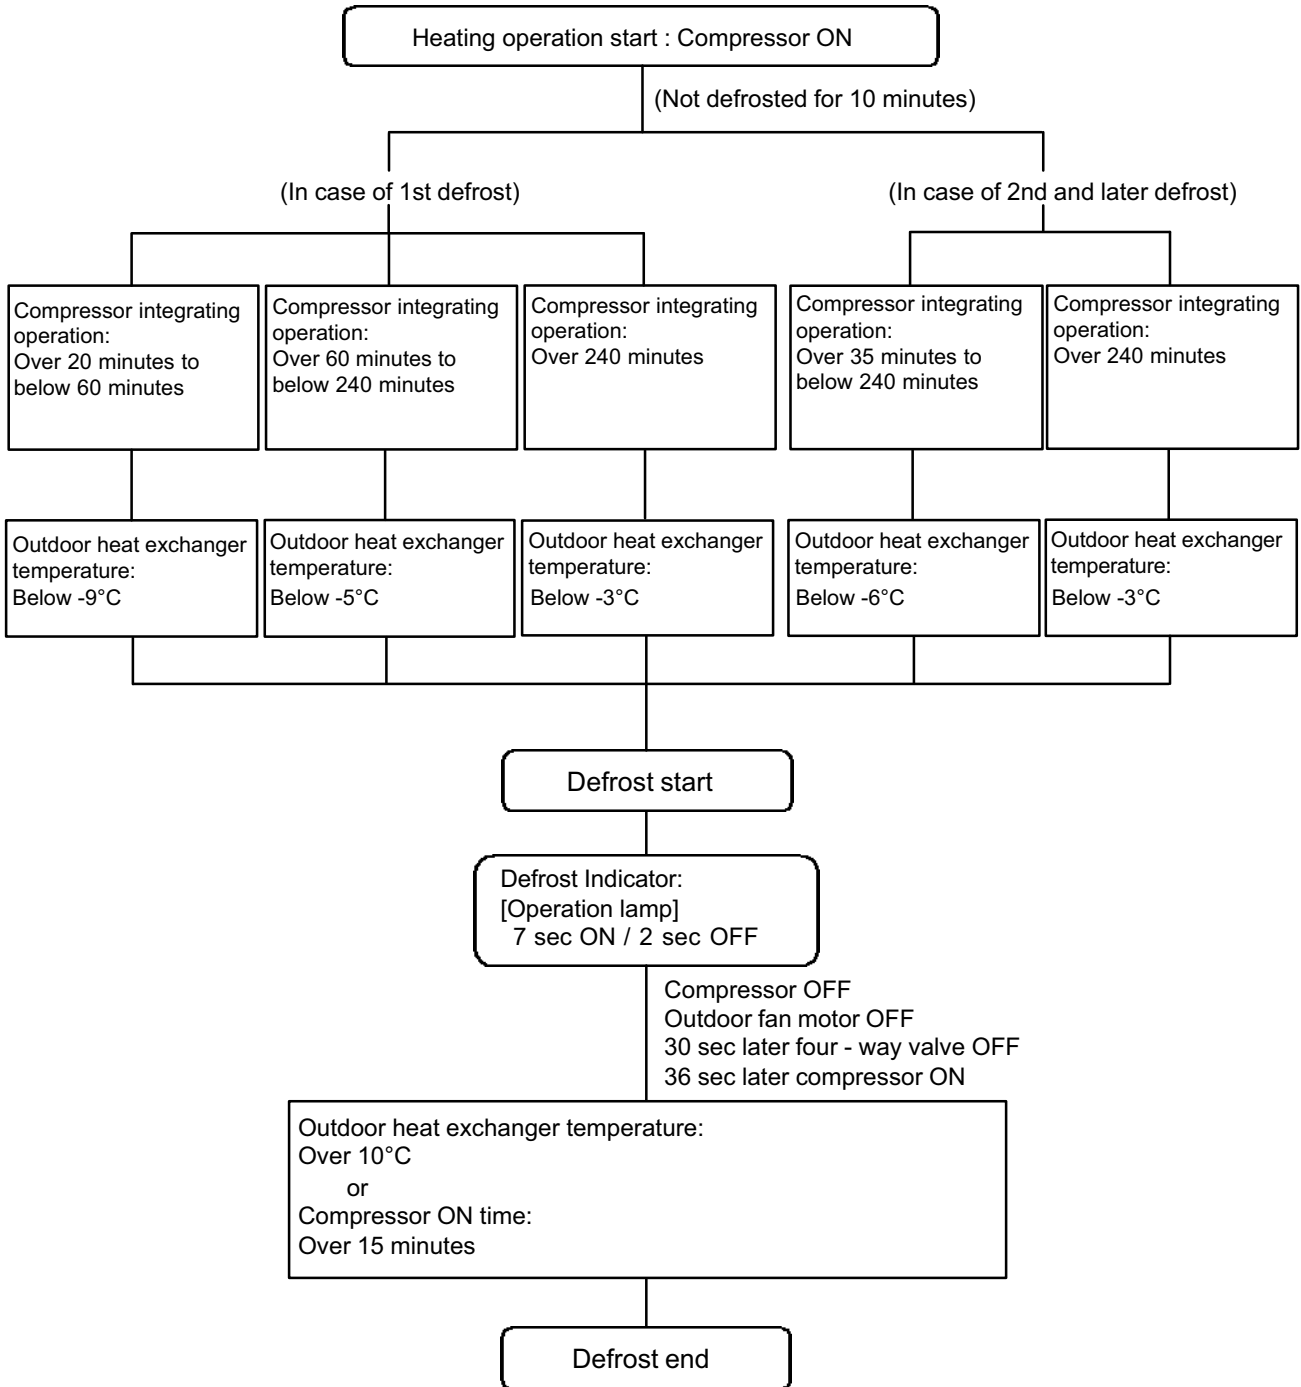 Heating operation start : Compressor ON
(Not defrosted for 10 minutes)
(In case of 1st defrost)
(In case of 2nd and later defrost)
Compressor integrating
operation:
Over 20 minutes to
below 60 minutes
Compressor integrating
operation:
Over 60 minutes to
below 240 minutes
Compressor integrating
operation:
Over 240 minutes
Compressor integrating
operation:
Over 35 minutes to
below 240 minutes
Compressor integrating
operation:
Over 240 minutes
Outdoor heat exchanger
temperature:
Below -9°C
Outdoor heat exchanger
temperature:
Below -5°C
Outdoor heat exchanger
temperature:
Below -3°C
Outdoor heat exchanger
temperature:
Below -6°C
Outdoor heat exchanger
temperature:
Below -3°C
Defrost start
Defrost Indicator:
[Operation lamp]
7 sec ON / 2 sec OFF
Compressor OFF
Outdoor fan motor OFF
30 sec later four - way valve OFF
36 sec later compressor ON
Outdoor heat exchanger temperature:
Over 10°C
or
Compressor ON time:
Over 15 minutes
Defrost end